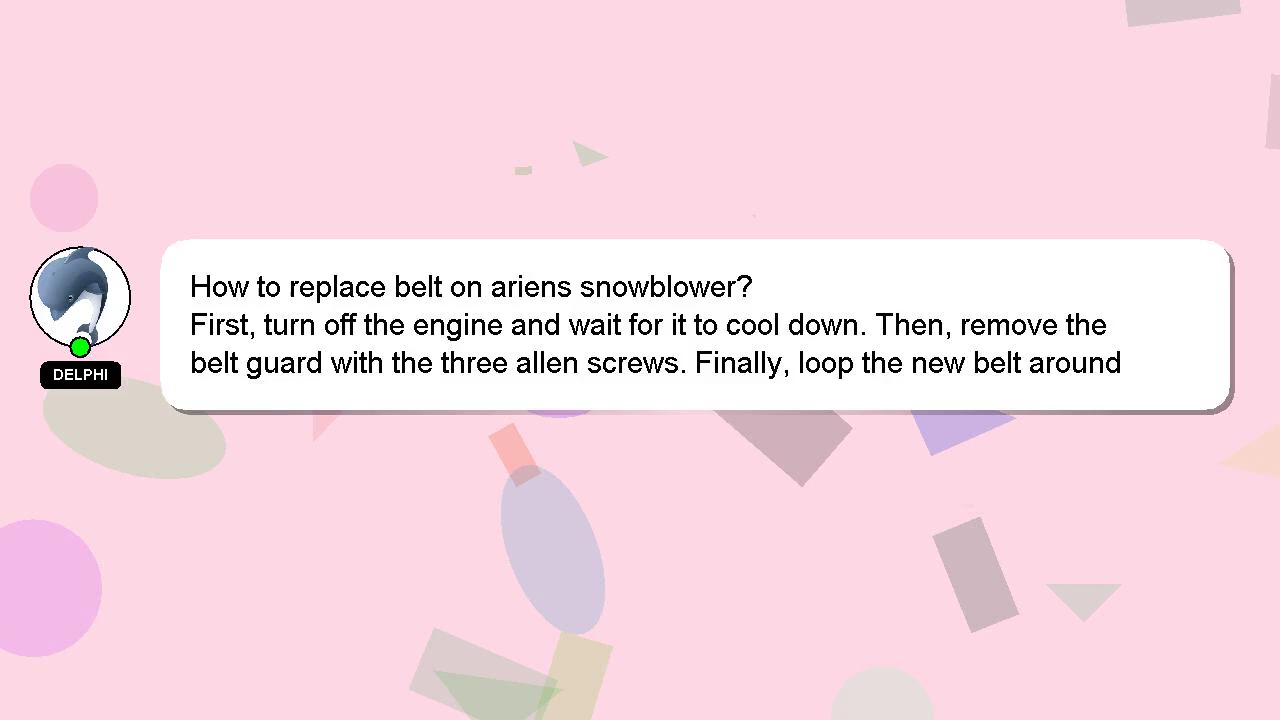 How to replace belt on ariens snowblower?
First, turn off the engine and wait for it to cool down. Then, remove the
belt guard with the three allen screws. Finally, loop the new belt around
DELPHI